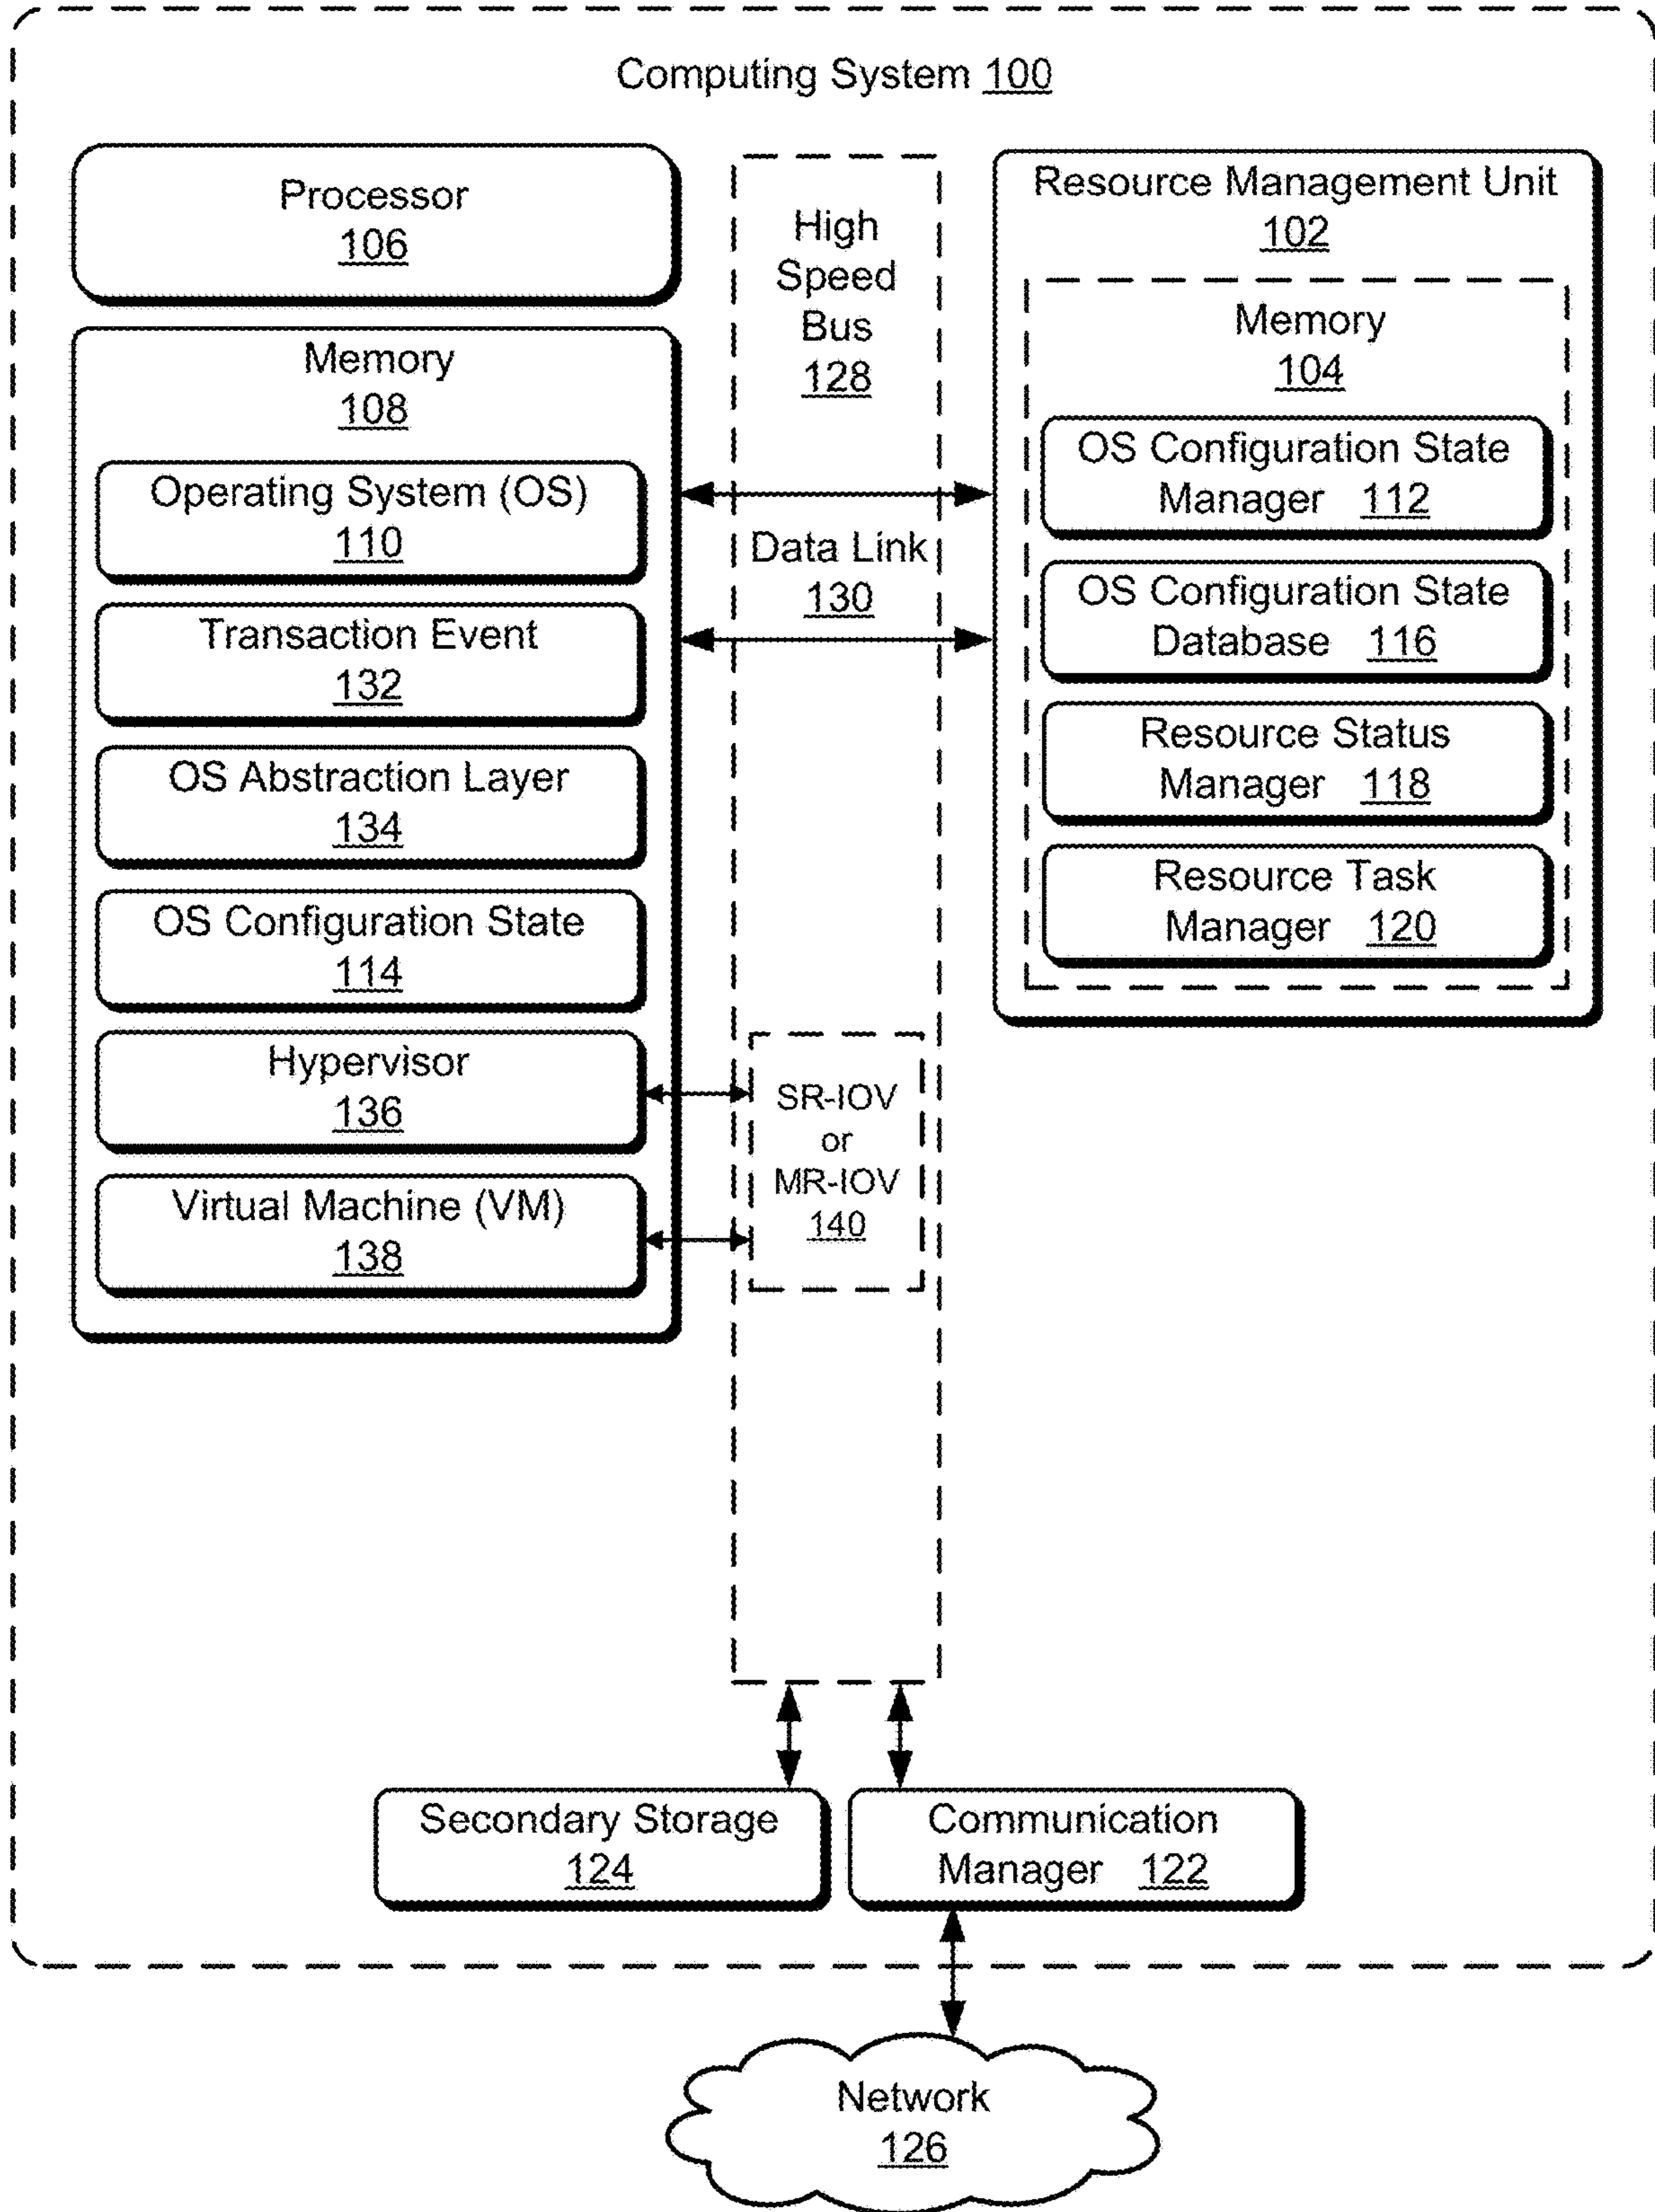 Computing System 100
Processor
106
Memory
108
Operating System (OS)
110
Transaction Event
132
OS Abstraction Layer
134
OS Configuration State
114
Hypervisor
136
Virtual Machine (VM)
138
High
Speed
Bus
128
Data Link
130
SR-IOV
or
MR-IOV
140
Resource Management Unit
102
Memory
104
OS Configuration State
Manager 112
OS Configuration State
Database 116
Resource Status
Manager 118
Resource Task
Manager 120
Secondary Storage
124
Communication
Manager 122
Network
126